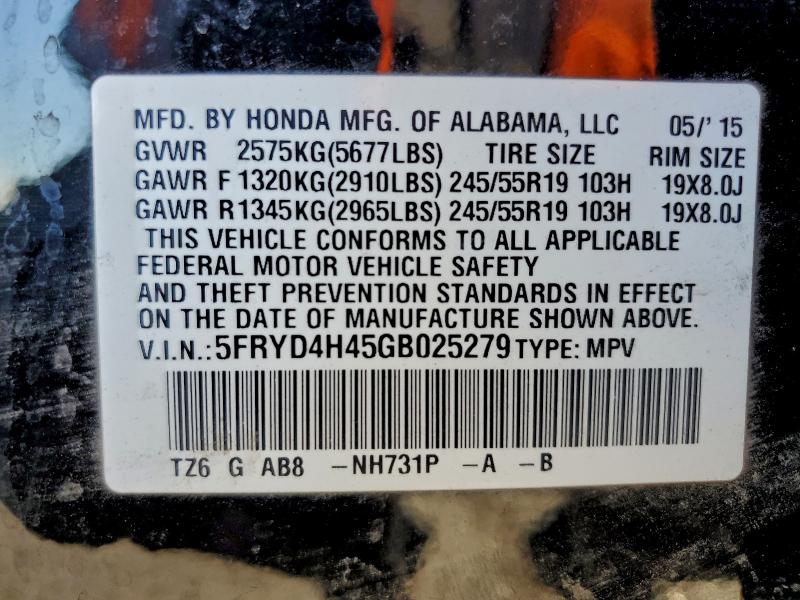 MFD. BY HONDA MFG. OF ALABAMA, LLC 05/' 15
GVWR 2575KG(5677LBS) TIRE SIZE RIM SIZE
GAWR F 1320KG(2910LBS) 245/55R19 103H 19X8.0J
GAWR R 1345KG(2965LBS) 245/55R19 103H 19X8.0J
THIS VEHICLE CONFORMS TO ALL APPLICABLE
FEDERAL MOTOR VEHICLE SAFETY
AND THEFT PREVENTION STANDARDS IN EFFECT
ON THE DATE OF MANUFACTURE SHOWN ABOVE.
V.I.N.: 5FRYD4H45GB025279 TYPE: MPV
TZ6 G AB8 -NH731P -A -B